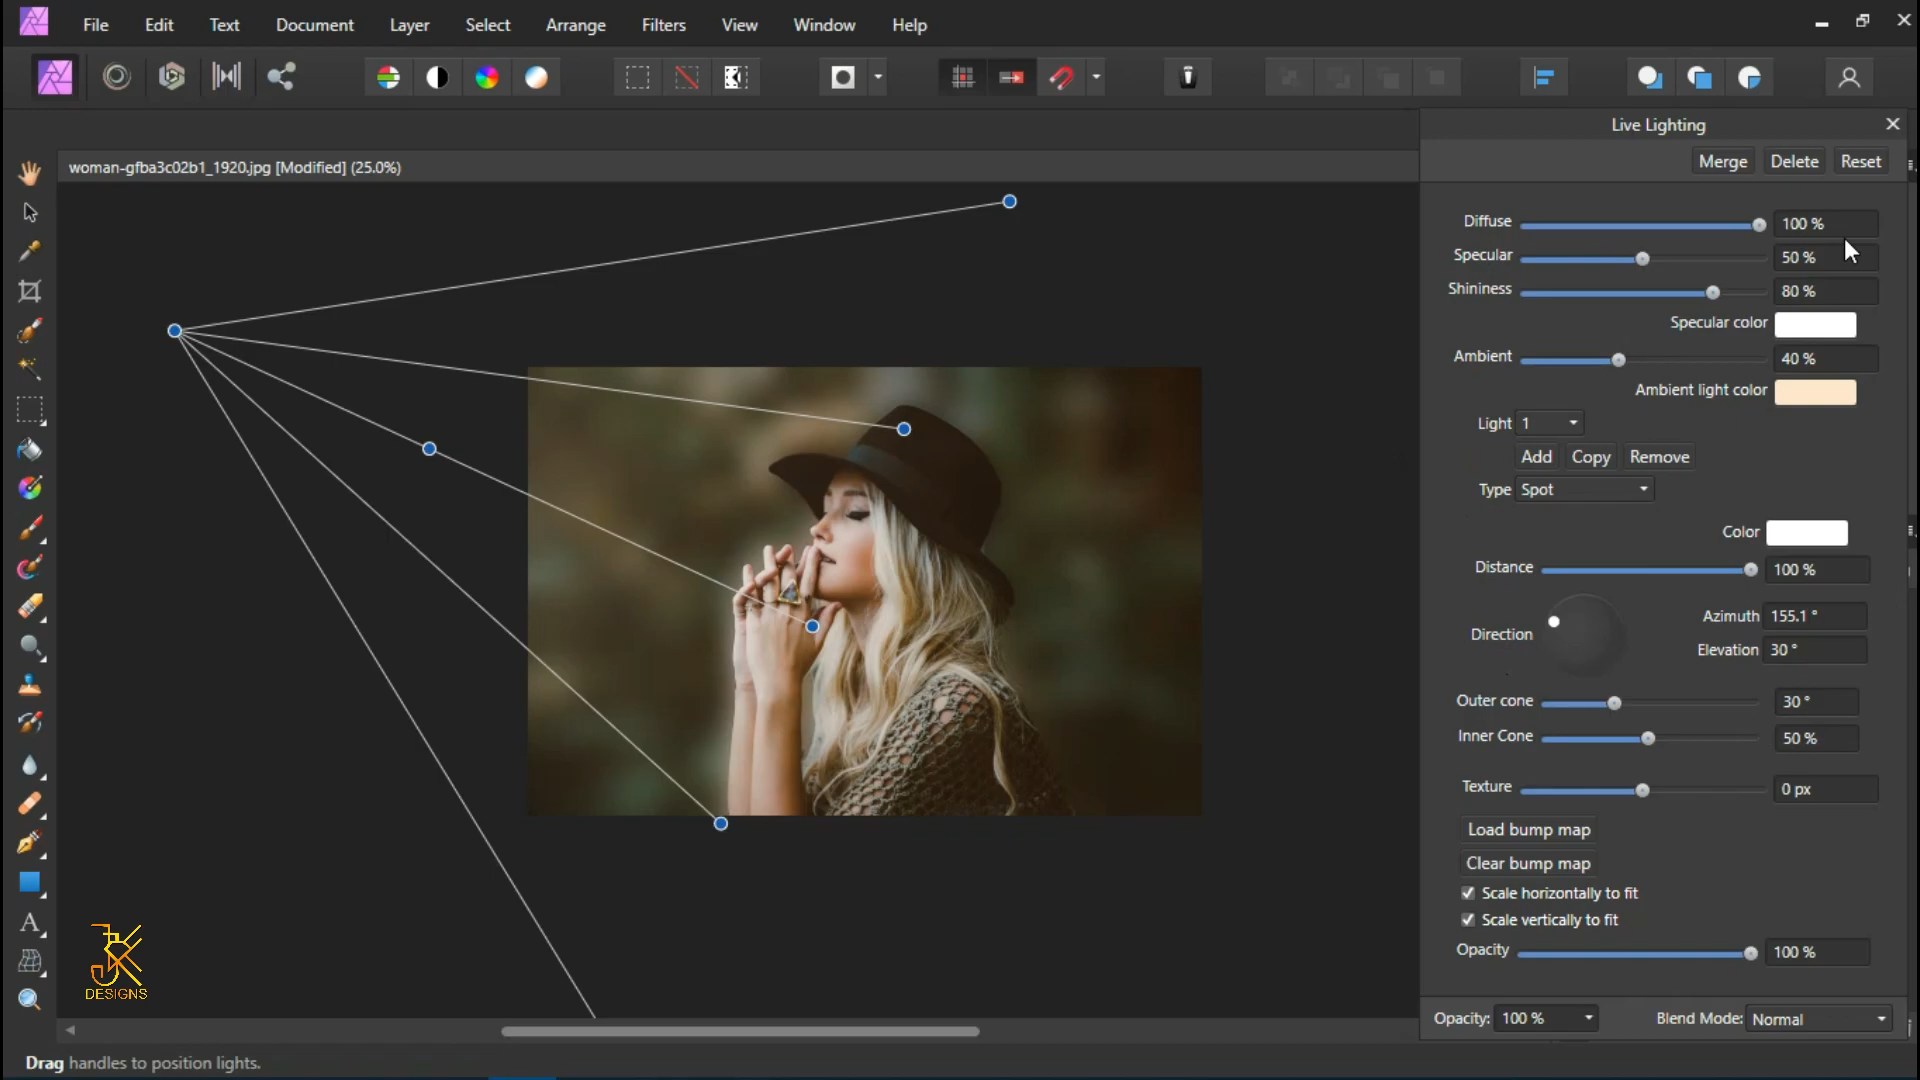 File Edit Text Document Layer Select Arrange Filters View Window Help
Live Lighting
Merge Delete Reset
woman-gfba3c02b1_1920.jpg [Modified] (25.0%)
Diffuse 100 %
Specular 50 %
Shininess 80 %
Specular color
Ambient 40 %
Ambient light color
Light 1
Add Copy Remove
Type Spot
Color
Distance 100 %
Azimuth 155.1 °
Direction
Elevation 30 °
Outer cone 30 °
Inner Cone 50 %
Texture 0 px
Load bump map
Clear bump map
Scale horizontally to fit
Scale vertically to fit
Opacity 100 %
JK
DESIGNS
Opacity: 100 % Blend Mode: Normal
Drag handles to position lights.